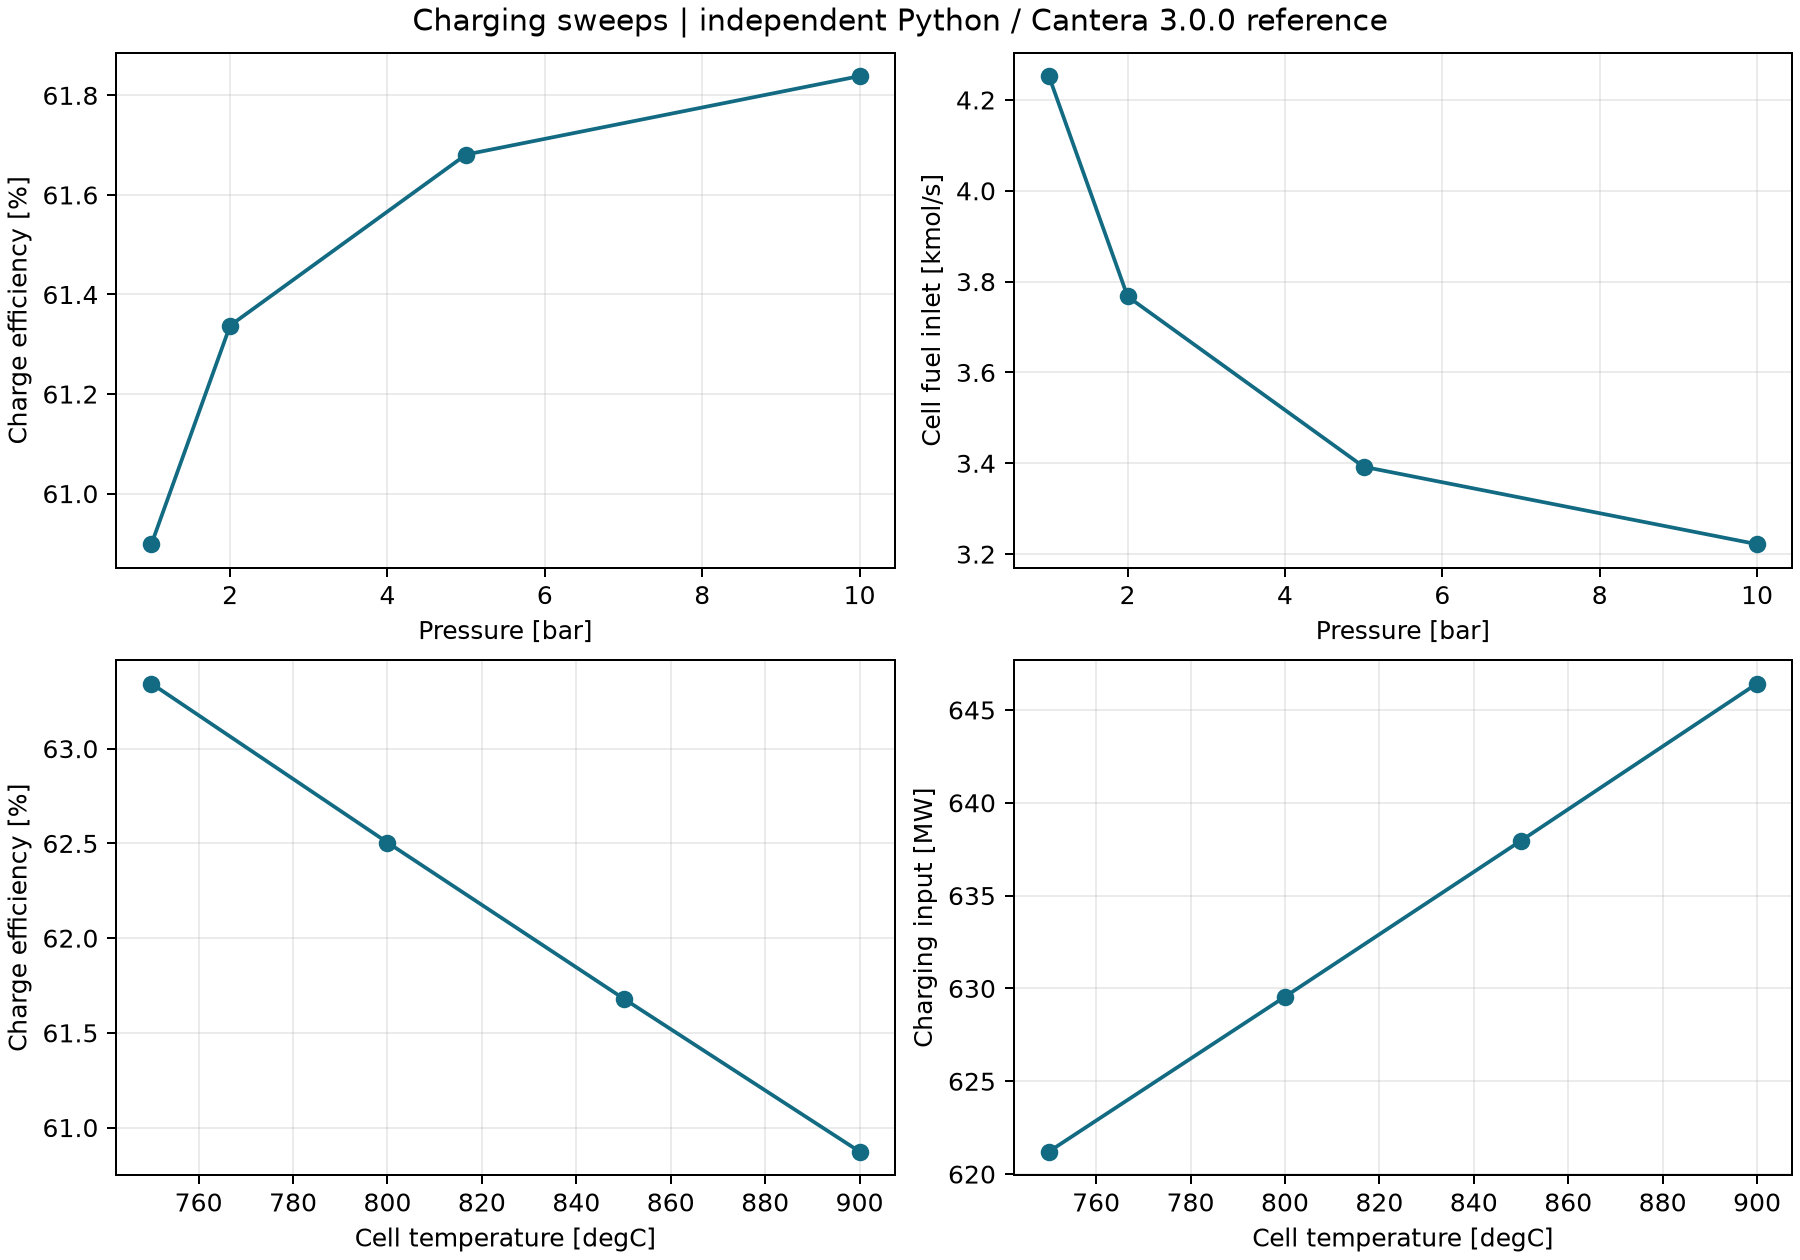 Charging sweeps | independent Python / Cantera 3.0.0 reference
Charge efficiency [%]
61.8
61.6
61.4
61.2
61.0
2 4 6 8 10
Pressure [bar]
Cell fuel inlet [kmol/s]
4.2
4.0
3.8
3.6
3.4
3.2
2 4 6 8 10
Pressure [bar]
Charge efficiency [%]
63.0
62.5
62.0
61.5
61.0
760 780 800 820 840 860 880 900
Cell temperature [degC]
Charging input [MW]
645
640
635
630
625
620
760 780 800 820 840 860 880 900
Cell temperature [degC]